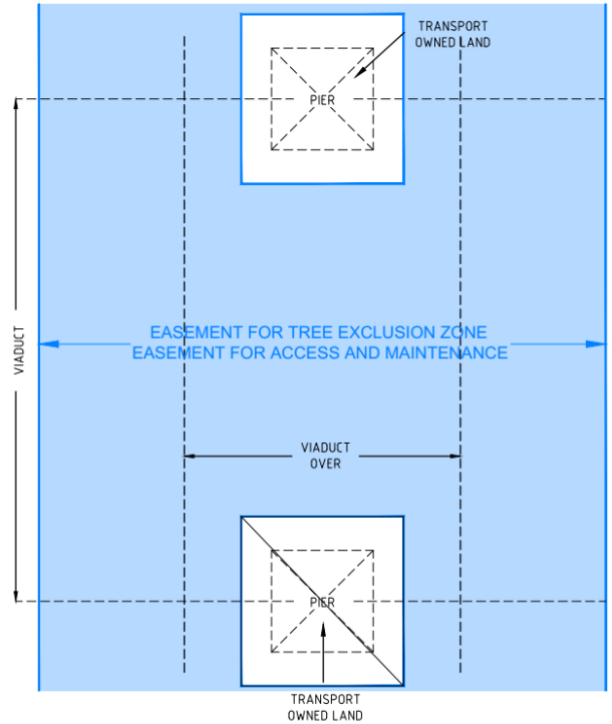 TRANSPORT
OWNED LAND
PIER
EASEMENT FOR TREE EXCLUSION ZONE
EASEMENT FOR ACCESS AND MAINTENANCE
VIADUCT
VIADUCT
OVER
PIER
TRANSPORT
OWNED LAND